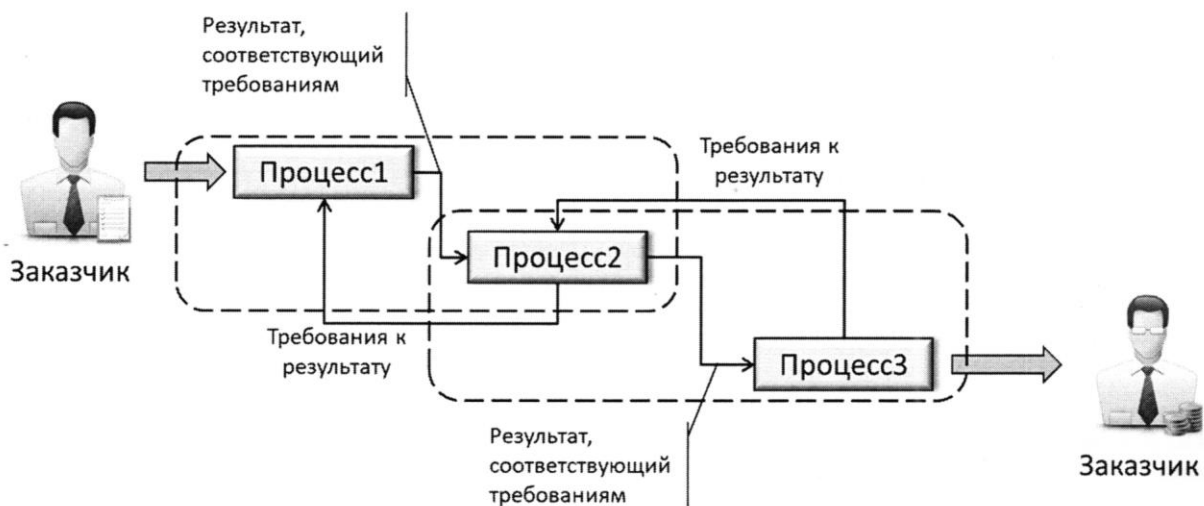 Результат,
соответствующий
требованиям
Заказчик
Процесс1
Требования к
результату
Процесс2
Требования к
результату
Процесс3
Результат,
соответствующий
требованиям
Заказчик